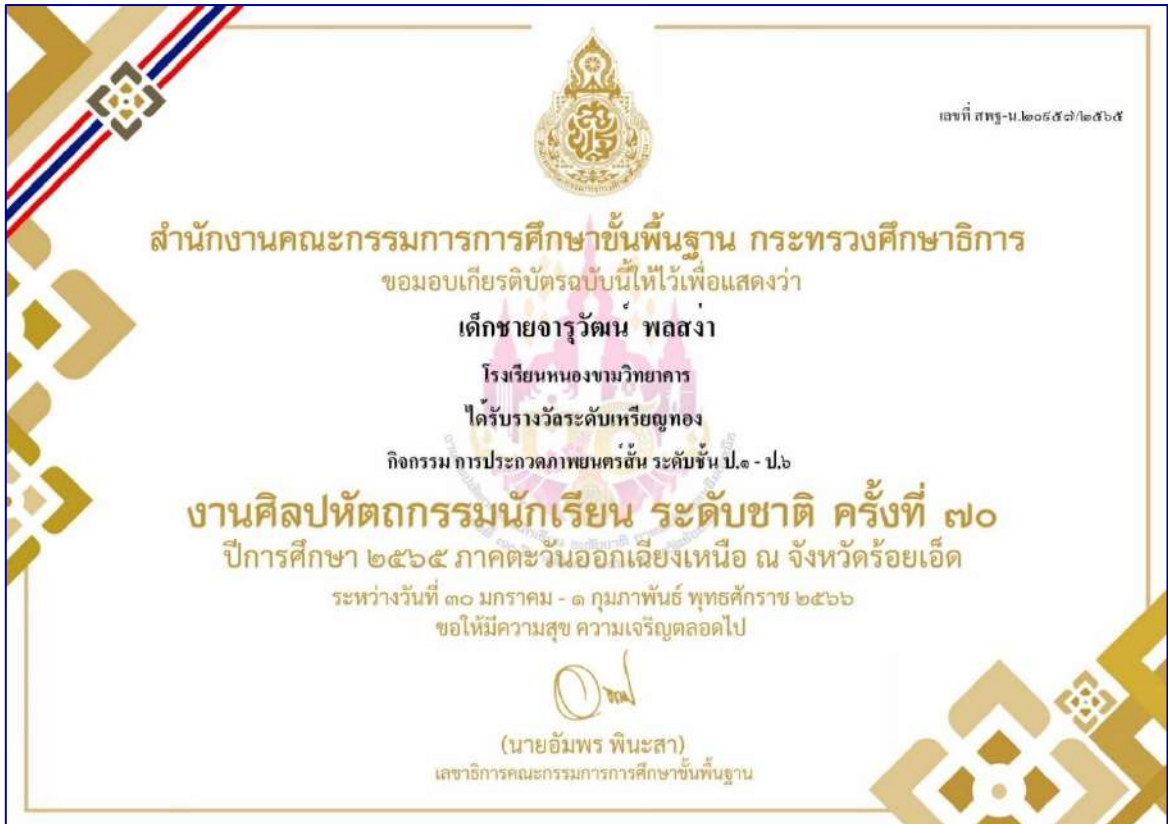 เลขที่ สพฐ-น.๒๐๕๕๗/๒๕๖๕
สำนักงานคณะกรรมการการศึกษาขั้นพื้นฐาน กระทรวงศึกษาธิการ
ขอมอบเกียรติบัตรฉบับนี้ให้ไว้เพื่อแสดงว่า
เด็กชายจารุวัฒน์ พลสง่า
โรงเรียนหนองขามวิทยาคาร
ได้รับรางวัลระดับเหรียญทอง
กิจกรรม การประกวดภาพยนตร์สั้น ระดับชั้น ป.๑ - ป.๖
งานศิลปหัตถกรรมนักเรียน ระดับชาติ ครั้งที่ ๗๐
ปีการศึกษา ๒๕๖๕ ภาคตะวันออกเฉียงเหนือ ณ จังหวัดร้อยเอ็ด
ระหว่างวันที่ ๓๐ มกราคม - ๑ กุมภาพันธ์ พุทธศักราช ๒๕๖๖
ขอให้มีความสุข ความเจริญตลอดไป
(นายอัมพร พินะสา)
เลขาธิการคณะกรรมการการศึกษาขั้นพื้นฐาน